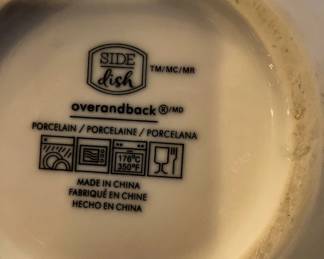 SIDE
dish
TM/MC/MR
overandback®/MD
PORCELAIN / PORCELAINE / PORCELANA
176°C
350°F
MADE IN CHINA
FABRIQUÉ EN CHINE
HECHO EN CHINA